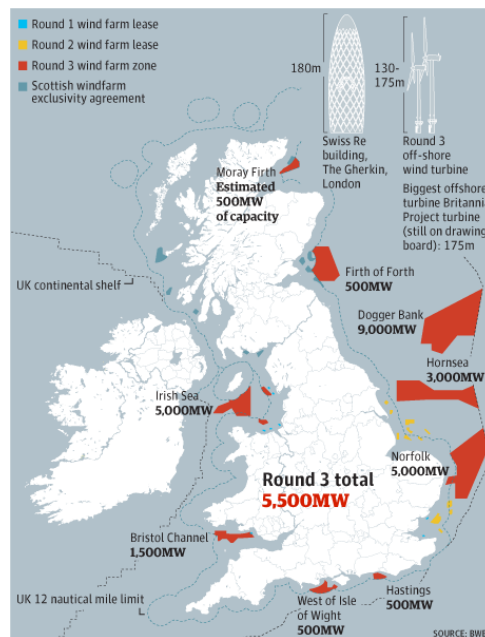 Round 1 wind farm lease
Round 2 wind farm lease
Round 3 wind farm zone
Scottish windfarm
exclusivity agreement
180m
130-
175m
Swiss Re
building,
The Gherkin,
London
Round 3
off-shore
wind turbine
Biggest offshore
turbine Britannia
Project turbine
(still on drawing
board): 175m
Moray Firth
Estimated
500MW
of capacity
UK continental shelf
Firth of Forth
500MW
Dogger Bank
9,000MW
Hornsea
3,000MW
Irish Sea
5,000MW
Norfolk
5,000MW
Round 3 total
5,500MW
Bristol Channel
1,500MW
UK 12 nautical mile limit
West of Isle
of Wight
500MW
Hastings
500MW
SOURCE: BWE